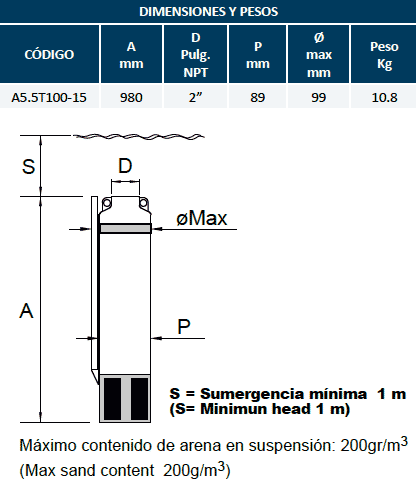 DIMENSIONES Y PESOS
CÓDIGO A mm D Pulg. NPT P mm Ø max mm Peso Kg
A5.5T100-15 980 2” 89 99 10.8
S
D
øMax
A
P
S = Sumergencia mínima 1 m
(S= Minimun head 1 m)
Máximo contenido de arena en suspensión: 200gr/m³
(Max sand content 200g/m³)